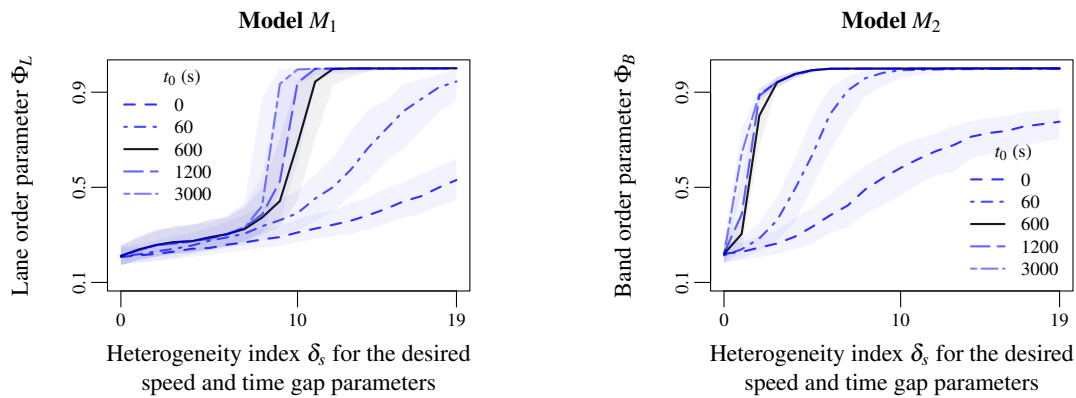 Model M₁
Lane order parameter Φ_L
0.1
0.5
0.9
t₀ (s)
0
60
600
1200
3000
0
10
19
Heterogeneity index δₛ for the desired
speed and time gap parameters
Model M₂
Band order parameter Φ_B
0.1
0.5
0.9
t₀ (s)
0
60
600
1200
3000
0
10
19
Heterogeneity index δₛ for the desired
speed and time gap parameters